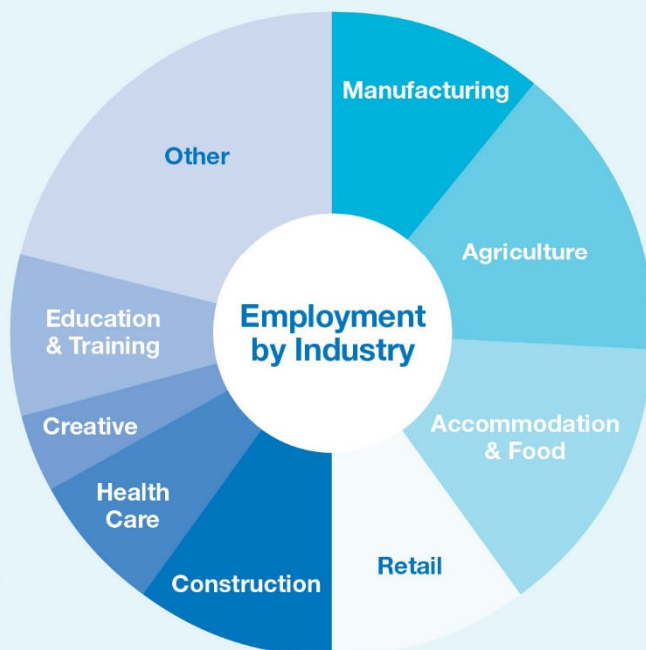 Manufacturing
Agriculture
Accommodation
& Food
Retail
Construction
Health
Care
Creative
Education
& Training
Other
Employment
by Industry